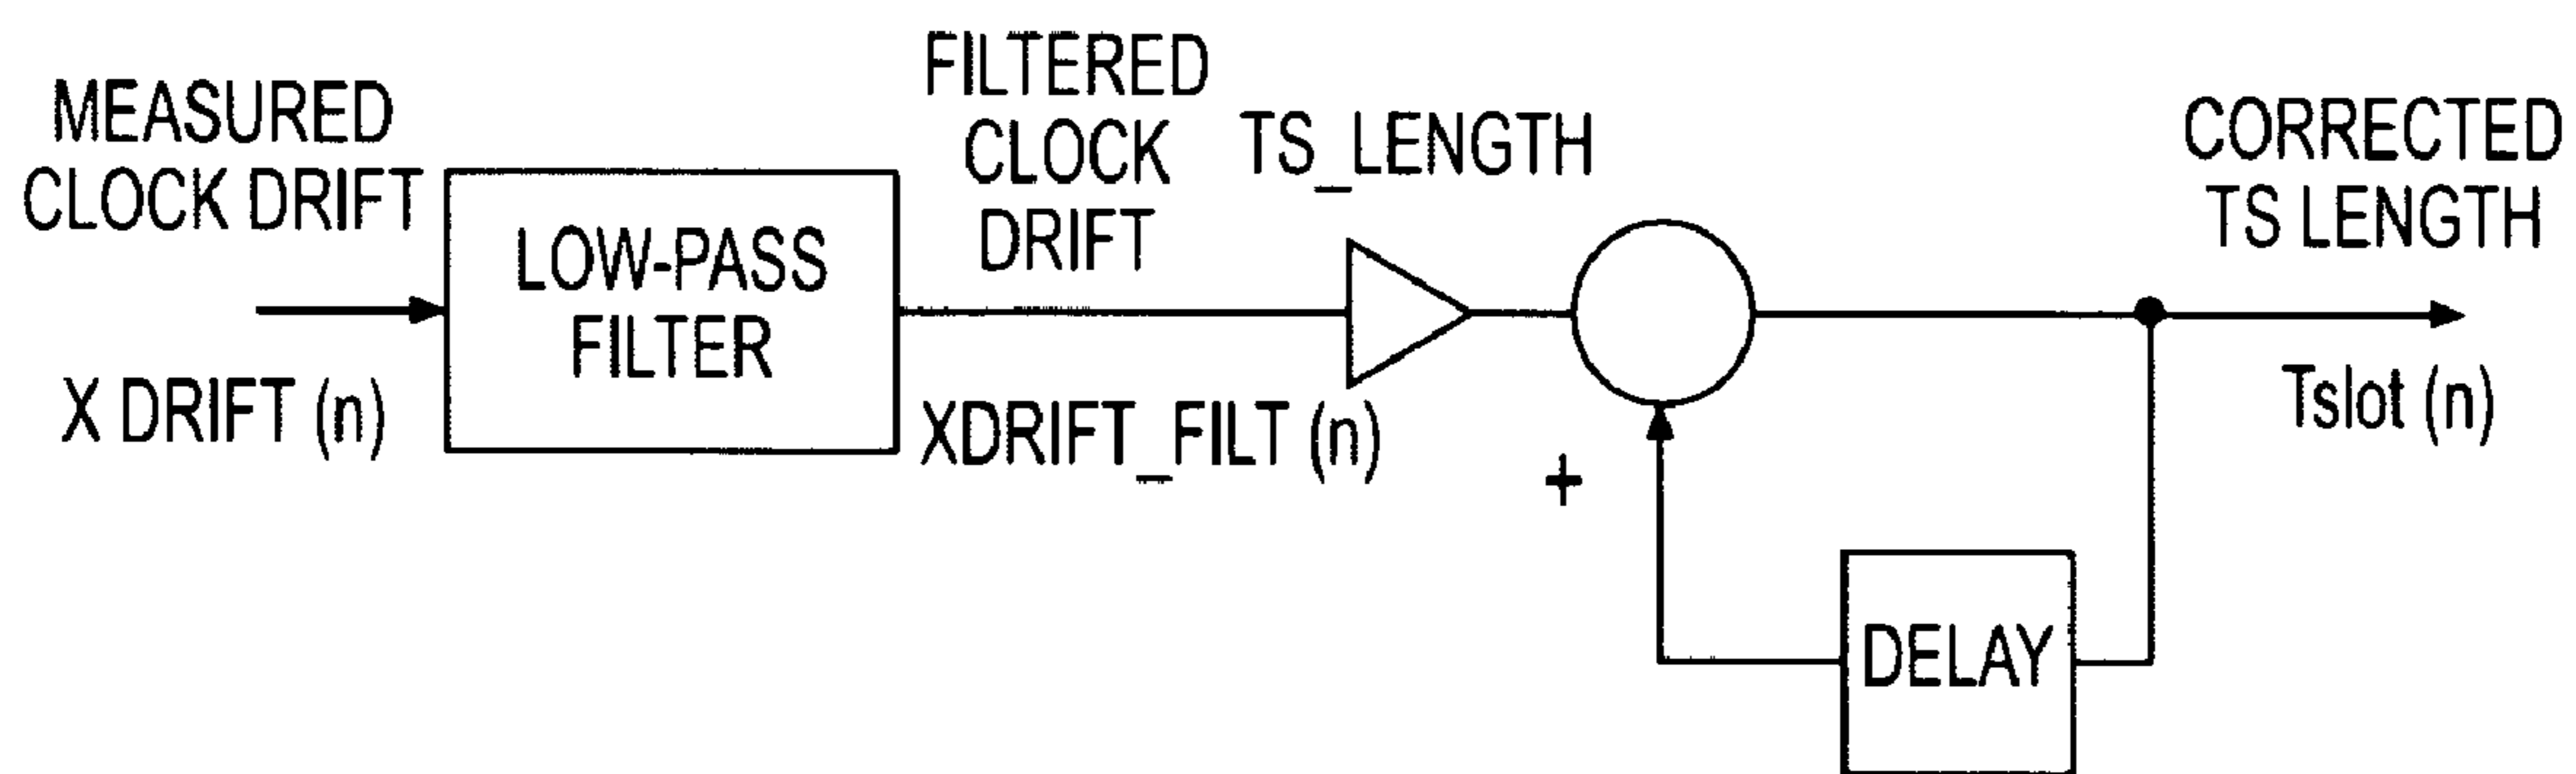 MEASURED
CLOCK DRIFT
X DRIFT (n)
LOW-PASS
FILTER
FILTERED
CLOCK
DRIFT
XDRIFT_FILT (n)
TS_LENGTH
+
DELAY
CORRECTED
TS LENGTH
Tslot (n)